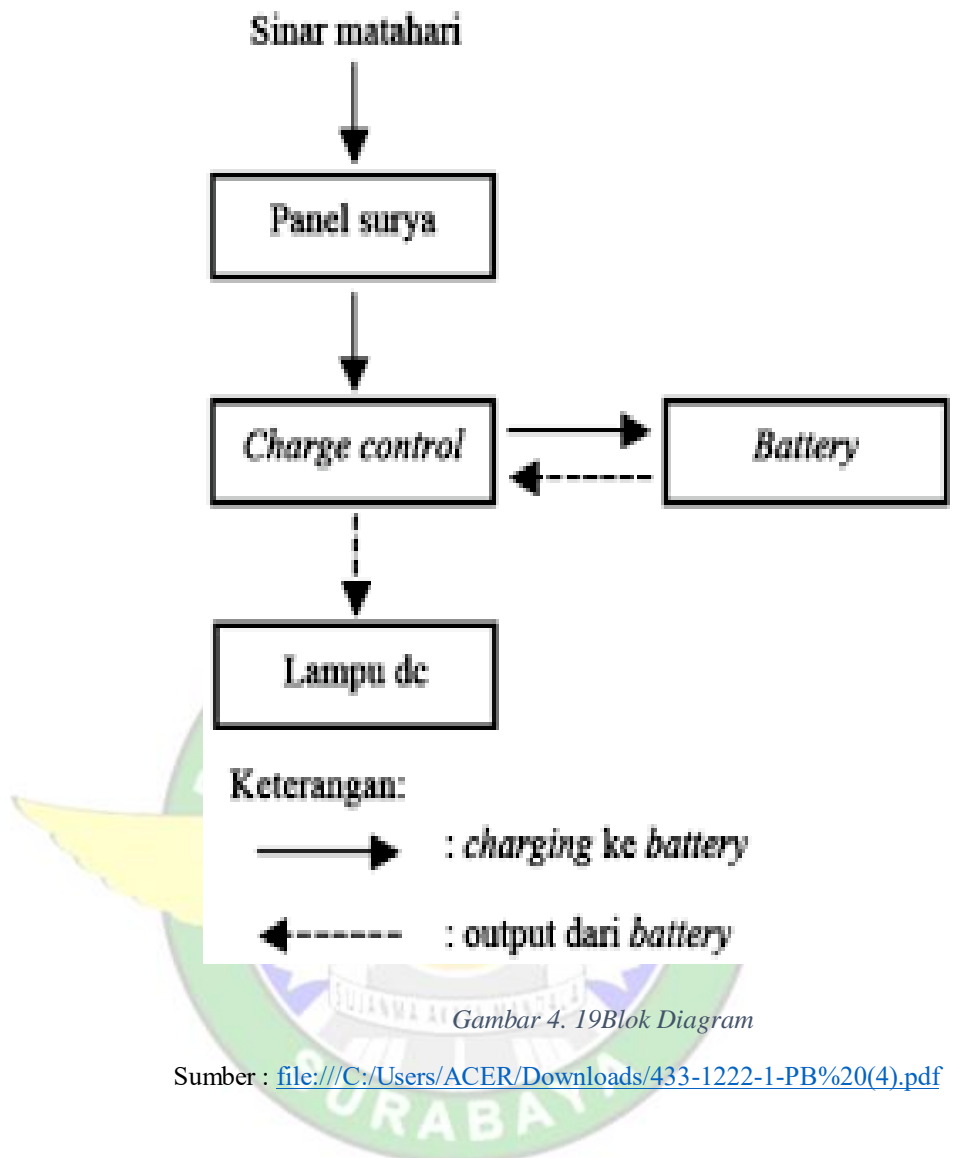 Sinar matahari
Panel surya
Charge control
Battery
Lampu dc
Keterangan:
: charging ke battery
: output dari battery
Gambar 4. 19Blok Diagram
Sumber : file:///C:/Users/ACER/Downloads/433-1222-1-PB%20(4).pdf
SURABAYA